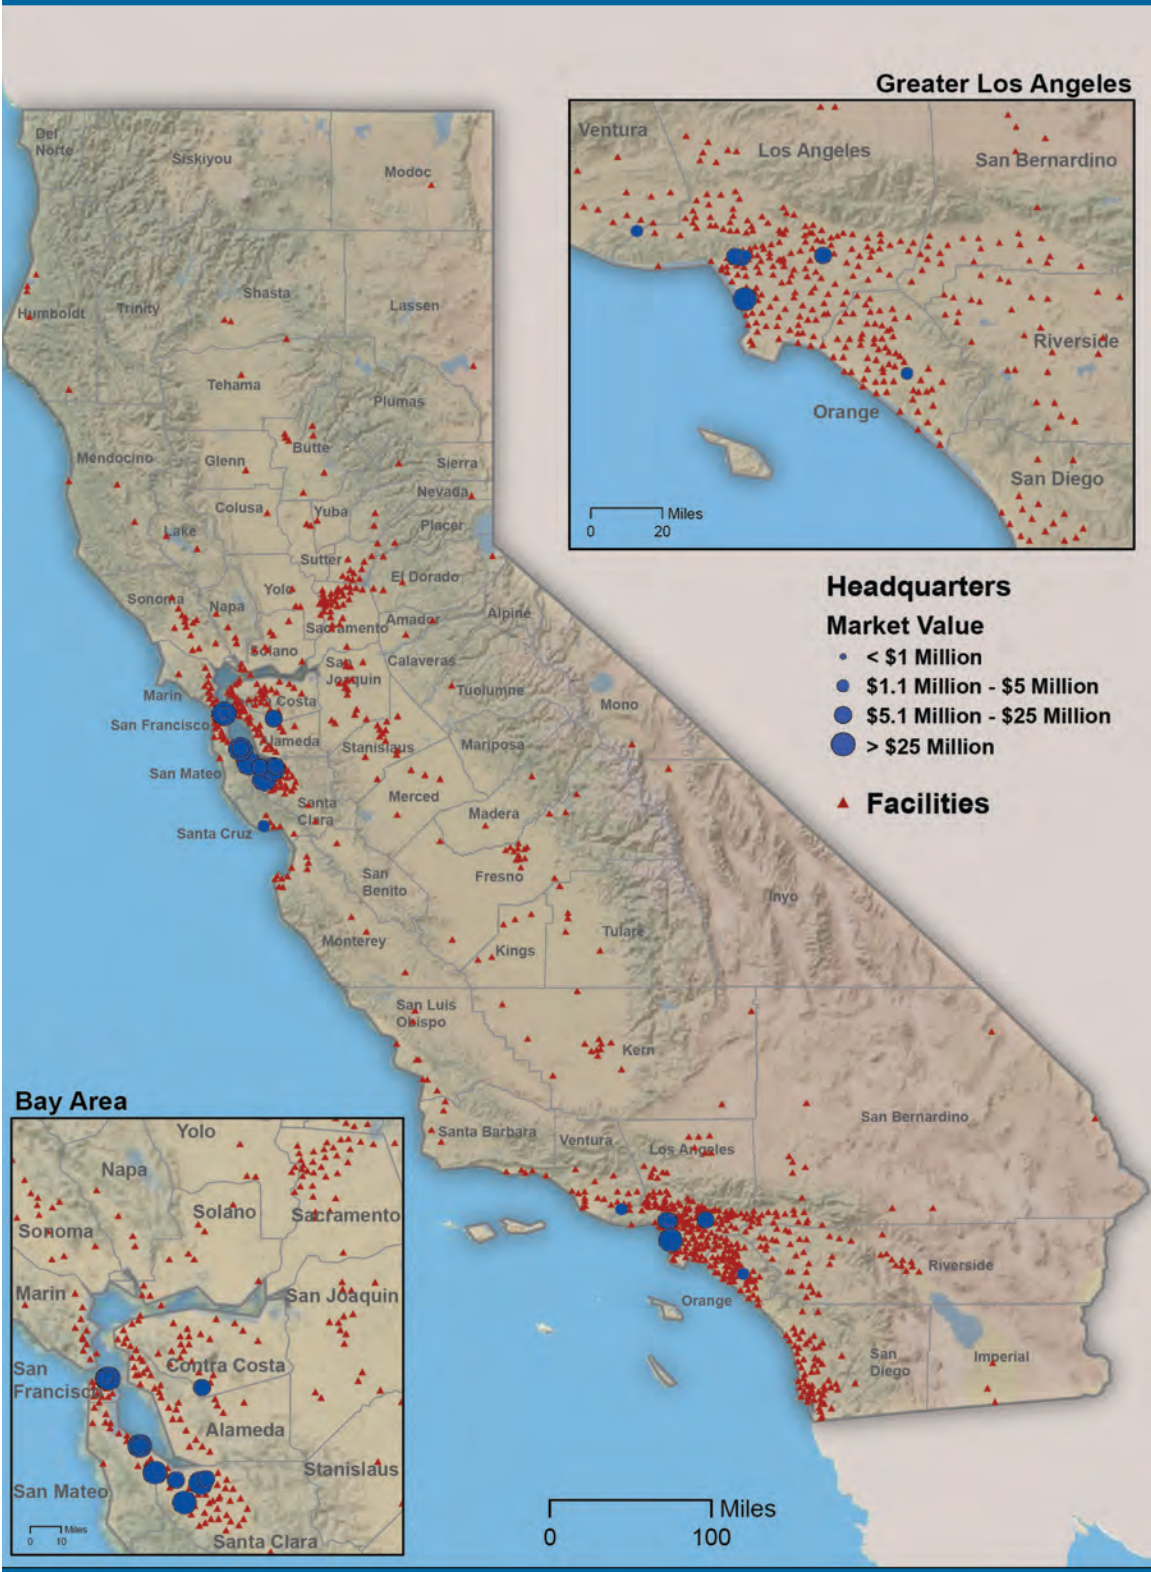 Greater Los Angeles
Ventura
Los Angeles
San Bernardino
Riverside
Orange
San Diego
Miles
0
20
Del
Norte
Siskiyou
Modoc
Humboldt
Trinity
Shasta
Lassen
Tehama
Plumas
Mendocino
Glenn
Butte
Sierra
Colusa
Yuba
Nevada
Lake
Placer
Sutter
Sonoma
Napa
Yolo
El Dorado
Sacramento
Amador
Alpine
Solano
Marin
San
Joaquin
Calaveras
Tuolumne
Mono
San Francisco
Costa
Alameda
Stanislaus
Mariposa
San Mateo
Santa
Clara
Merced
Madera
Santa Cruz
San
Benito
Fresno
Inyo
Monterey
Kings
Tulare
San Luis
Obispo
Kern
San Bernardino
Santa Barbara
Ventura
Los Angeles
Orange
Riverside
San
Diego
Imperial
Headquarters
Market Value
< $1 Million
$1.1 Million - $5 Million
$5.1 Million - $25 Million
> $25 Million
Facilities
Bay Area
Yolo
Napa
Solano
Sacramento
Sonoma
Marin
San Joaquin
San
Francisco
Contra Costa
Alameda
Stanislaus
San Mateo
Santa Clara
Miles
0
10
Miles
0
100